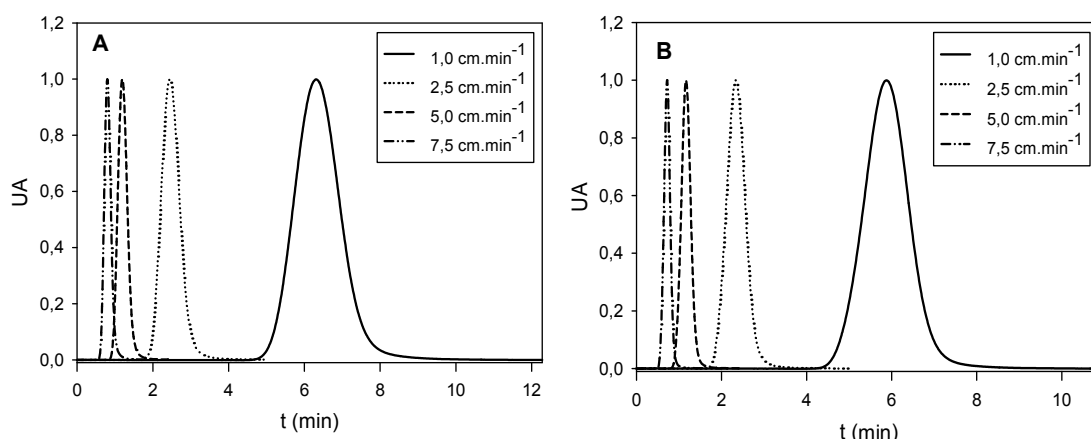 A
1,0 cm.min⁻¹
2,5 cm.min⁻¹
5,0 cm.min⁻¹
7,5 cm.min⁻¹
UA
1,2
1,0
0,8
0,6
0,4
0,2
0,0
0 2 4 6 8 10 12
t (min)
B
1,0 cm.min⁻¹
2,5 cm.min⁻¹
5,0 cm.min⁻¹
7,5 cm.min⁻¹
UA
1,2
1,0
0,8
0,6
0,4
0,2
0,0
0 2 4 6 8 10
t (min)